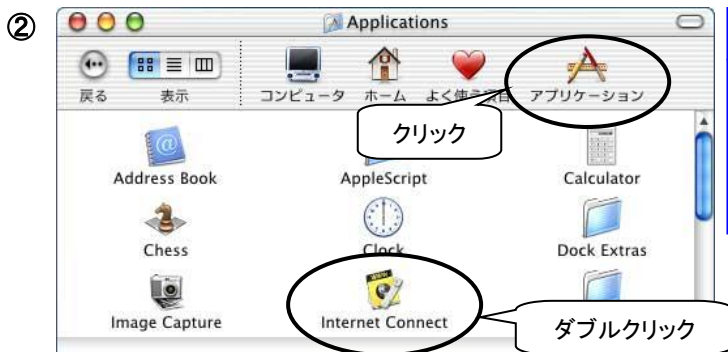 ②
Applications
戻る 表示 コンピュータ ホーム よく使う項目 アプリケーション
クリック
Address Book AppleScript Calculator
Chess Clock Dock Extras
Image Capture Internet Connect
ダブルクリック